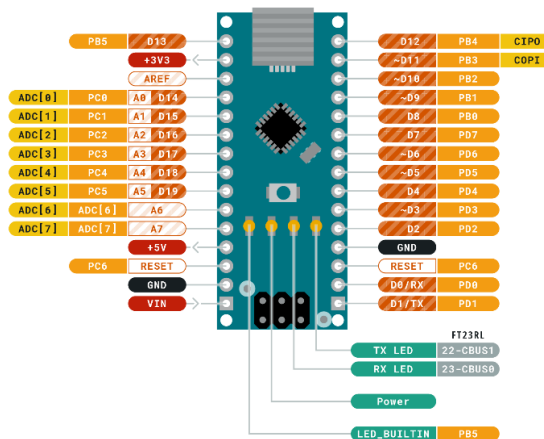 PB5 D13 D12 PB4 CIPO
+3V3 ~D11 PB3 COPI
AREF ~D10 PB2
ADC[0] PC0 A0 D14 ~D9 PB1
ADC[1] PC1 A1 D15 D8 PB0
ADC[2] PC2 A2 D16 D7 PD7
ADC[3] PC3 A3 D17 ~D6 PD6
ADC[4] PC4 A4 D18 ~D5 PD5
ADC[5] PC5 A5 D19 D4 PD4
ADC[6] ADC[6] A6 ~D3 PD3
ADC[7] ADC[7] A7 D2 PD2
+5V GND
PC6 RESET RESET PC6
GND D0/RX PD0
VIN D1/TX PD1
FT23RL
TX LED 22-CBUS1
RX LED 23-CBUS0
Power
LED_BUILTIN PB5